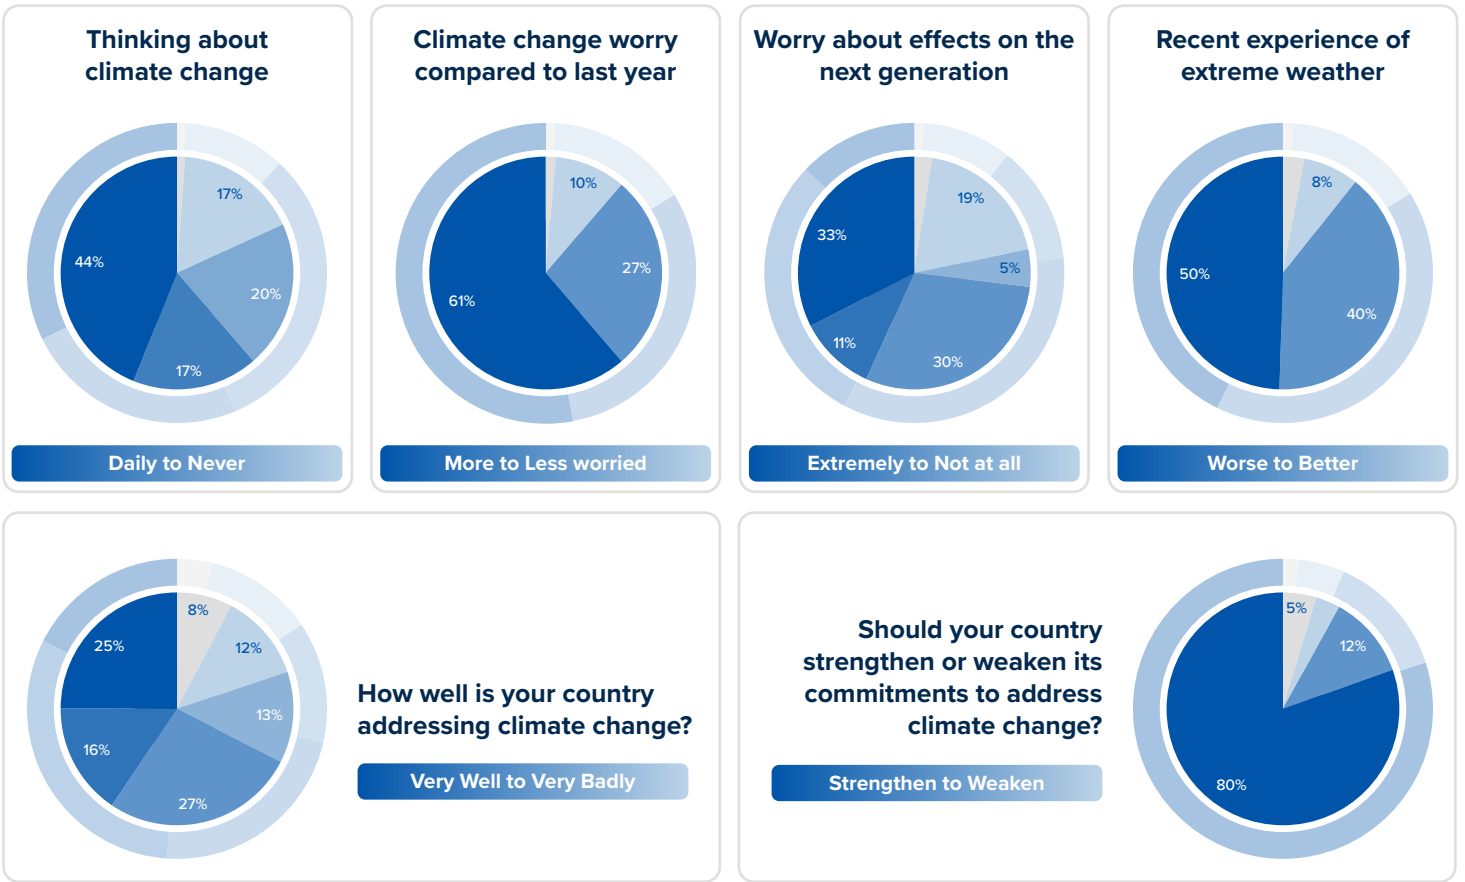 Thinking about
climate change
17%
44%
20%
17%
Daily to Never
Climate change worry
compared to last year
10%
27%
61%
More to Less worried
Worry about effects on the
next generation
19%
33%
5%
11%
30%
Extremely to Not at all
Recent experience of
extreme weather
8%
50%
40%
Worse to Better
8%
25%
12%
13%
16%
27%
How well is your country
addressing climate change?
Very Well to Very Badly
Should your country
strengthen or weaken its
commitments to address
climate change?
Strengthen to Weaken
5%
12%
80%